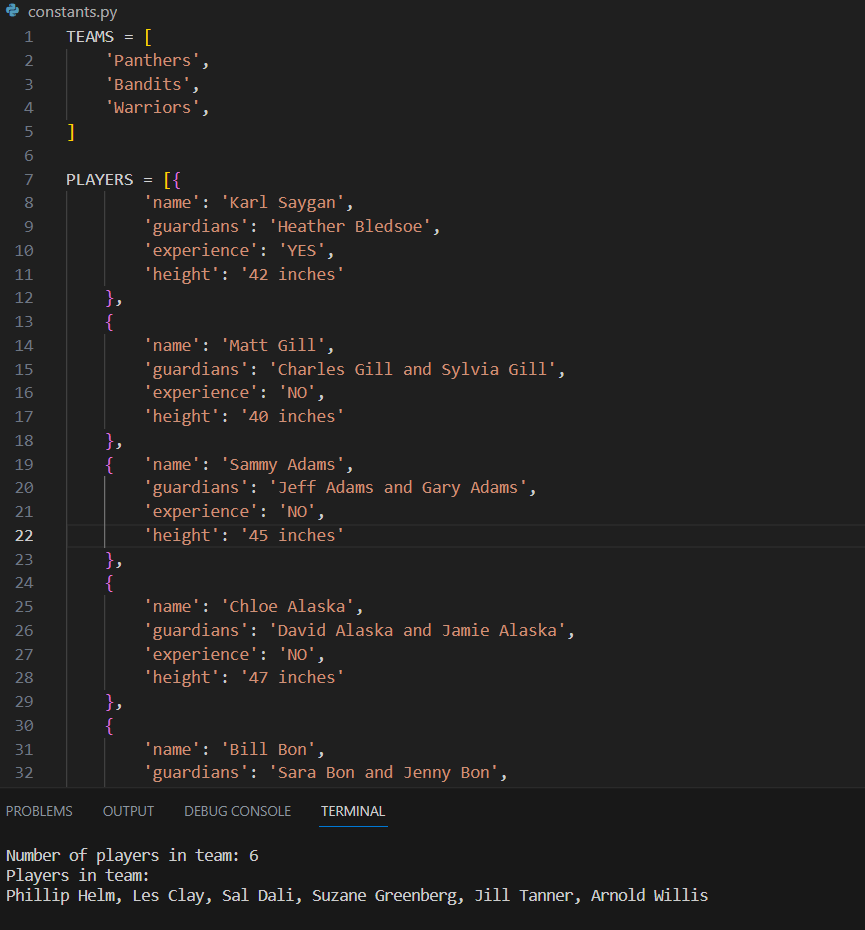 constants.py
1 TEAMS = [
2     'Panthers',
3     'Bandits',
4     'Warriors',
5 ]
6
7 PLAYERS = [{
8         'name': 'Karl Saygan',
9         'guardians': 'Heather Bledsoe',
10         'experience': 'YES',
11         'height': '42 inches'
12     },
13     {
14         'name': 'Matt Gill',
15         'guardians': 'Charles Gill and Sylvia Gill',
16         'experience': 'NO',
17         'height': '40 inches'
18     },
19     {   'name': 'Sammy Adams',
20         'guardians': 'Jeff Adams and Gary Adams',
21         'experience': 'NO',
22         'height': '45 inches'
23     },
24     {
25         'name': 'Chloe Alaska',
26         'guardians': 'David Alaska and Jamie Alaska',
27         'experience': 'NO',
28         'height': '47 inches'
29     },
30     {
31         'name': 'Bill Bon',
32         'guardians': 'Sara Bon and Jenny Bon',
PROBLEMS OUTPUT DEBUG CONSOLE TERMINAL
Number of players in team: 6
Players in team:
Phillip Helm, Les Clay, Sal Dali, Suzane Greenberg, Jill Tanner, Arnold Willis